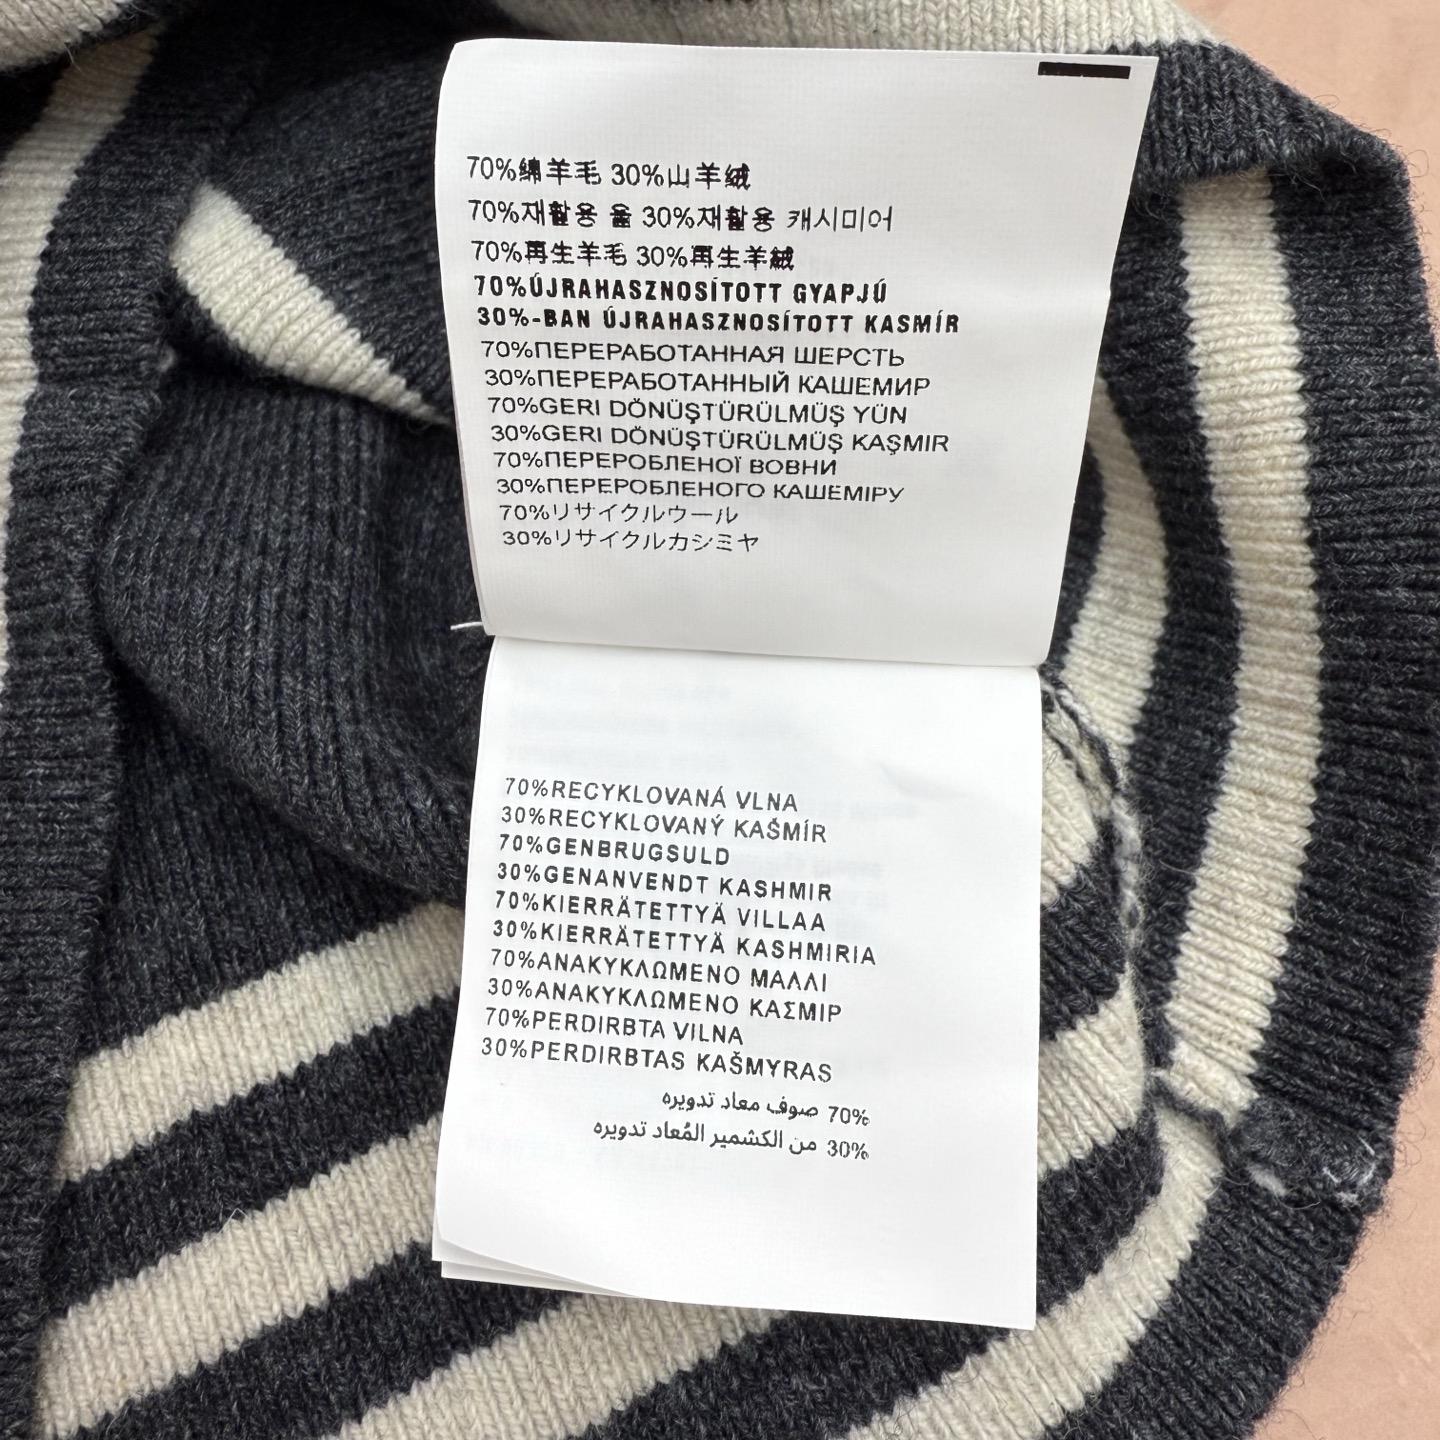 70%绵羊毛 30%山羊绒
70%재활용 울 30%재활용 캐시미어
70%再生羊毛 30%再生羊絨
70%ÚJRAHASZNOSÍTOTT GYAPJÚ
30%-BAN ÚJRAHASZNOSÍTOTT KASMÍR
70%ПЕРЕРАБОТАННАЯ ШЕРСТЬ
30%ПЕРЕРАБОТАННЫЙ КАШЕМИР
70%GERI DÖNÜŞTÜRÜLMÜŞ YÜN
30%GERI DÖNÜŞTÜRÜLMÜŞ KAŞMIR
70%ПЕРЕРОБЛЕНОЇ ВОВНИ
30%ПЕРЕРОБЛЕНОГО КАШЕМІРУ
70%リサイクルウール
30%リサイクルカシミヤ
70%RECYKLOVANÁ VLNA
30%RECYKLOVANÝ KAŠMÍR
70%GENBRUGSULD
30%GENANVENDT KASHMIR
70%KIERRÄTETTYÄ VILLAA
30%KIERRÄTETTYÄ KASHMIRIA
70%ΑΝΑΚΥΚΛΩΜΕΝΟ ΜΑΛΛΙ
30%ΑΝΑΚΥΚΛΩΜΕΝΟ ΚΑΣΜΙΡ
70%PERDIRBTA VILNA
30%PERDIRBTAS KAŠMYRAS
70% صوف معاد تدويره
30% من الكشمير المُعاد تدويره